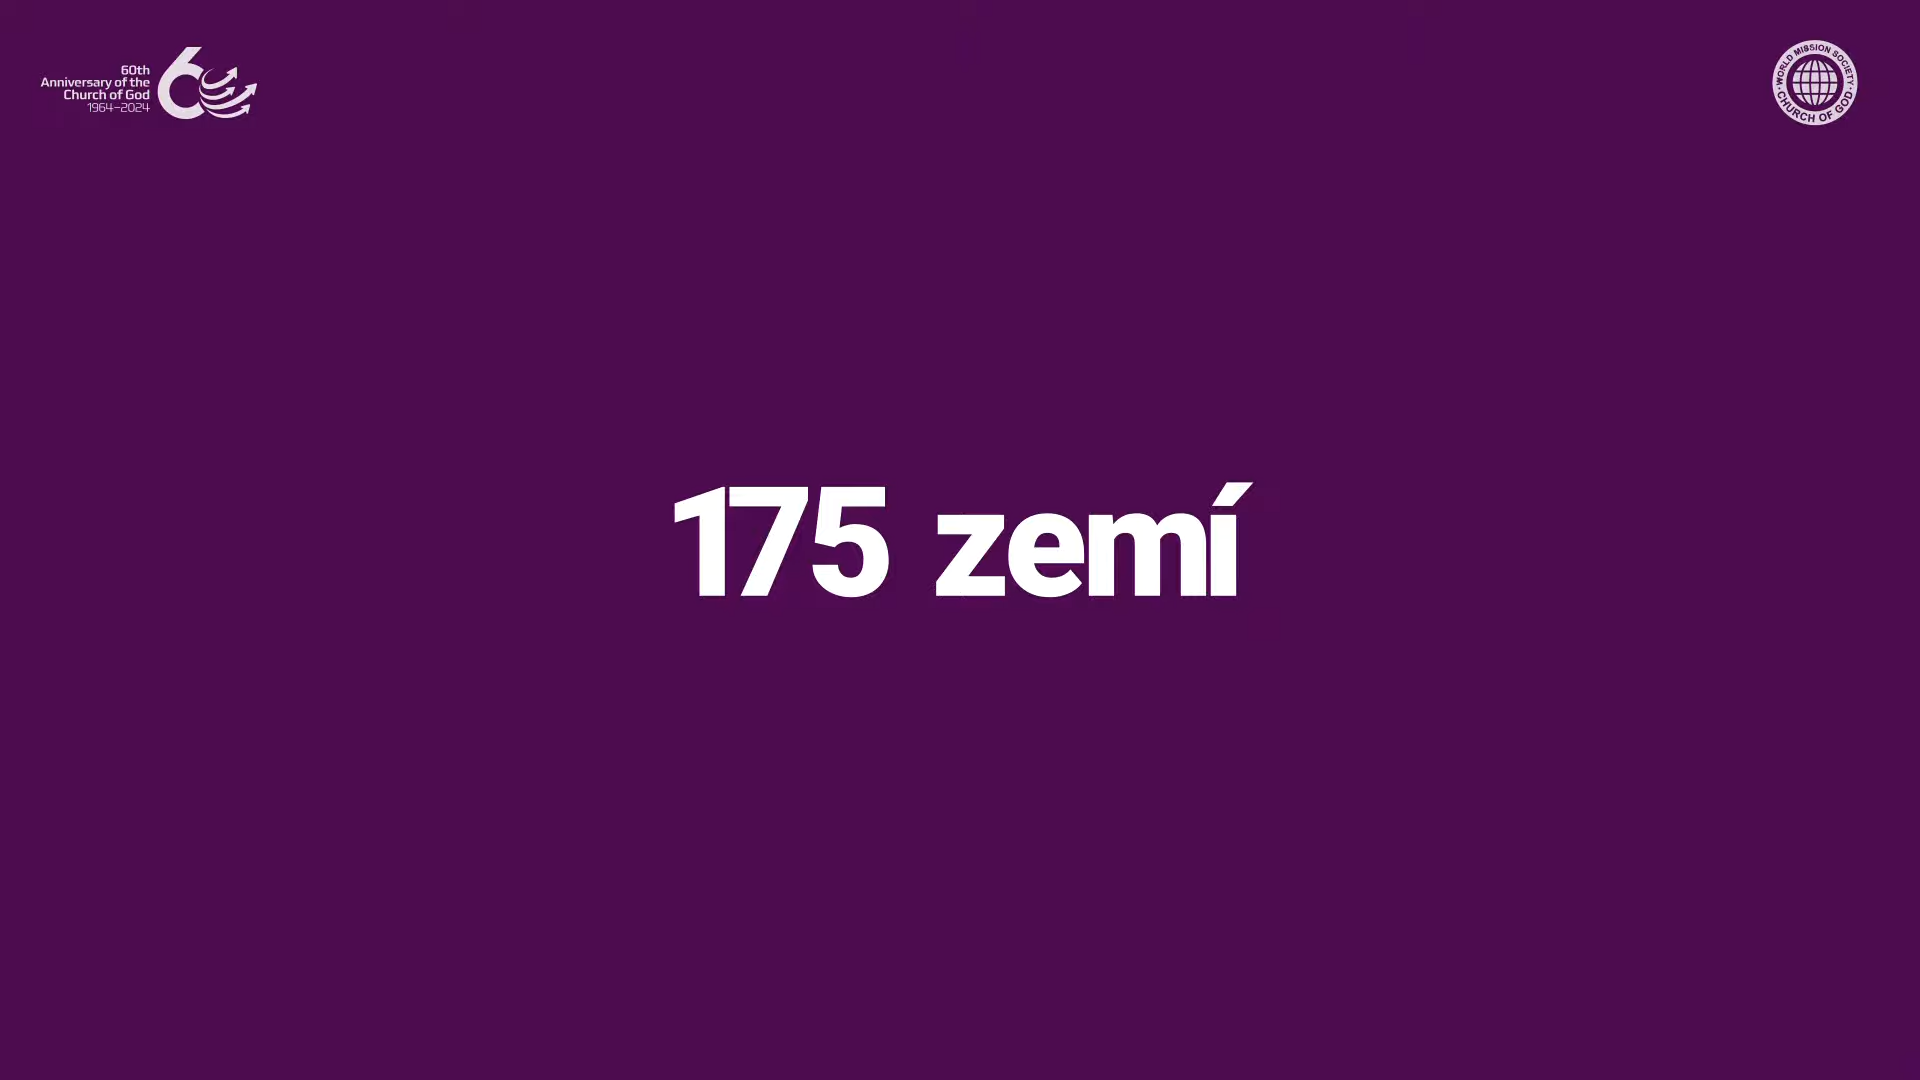 60th
Anniversary of the
Church of God
1964–2024
WORLD MISSION SOCIETY
CHURCH OF GOD
175 zemí